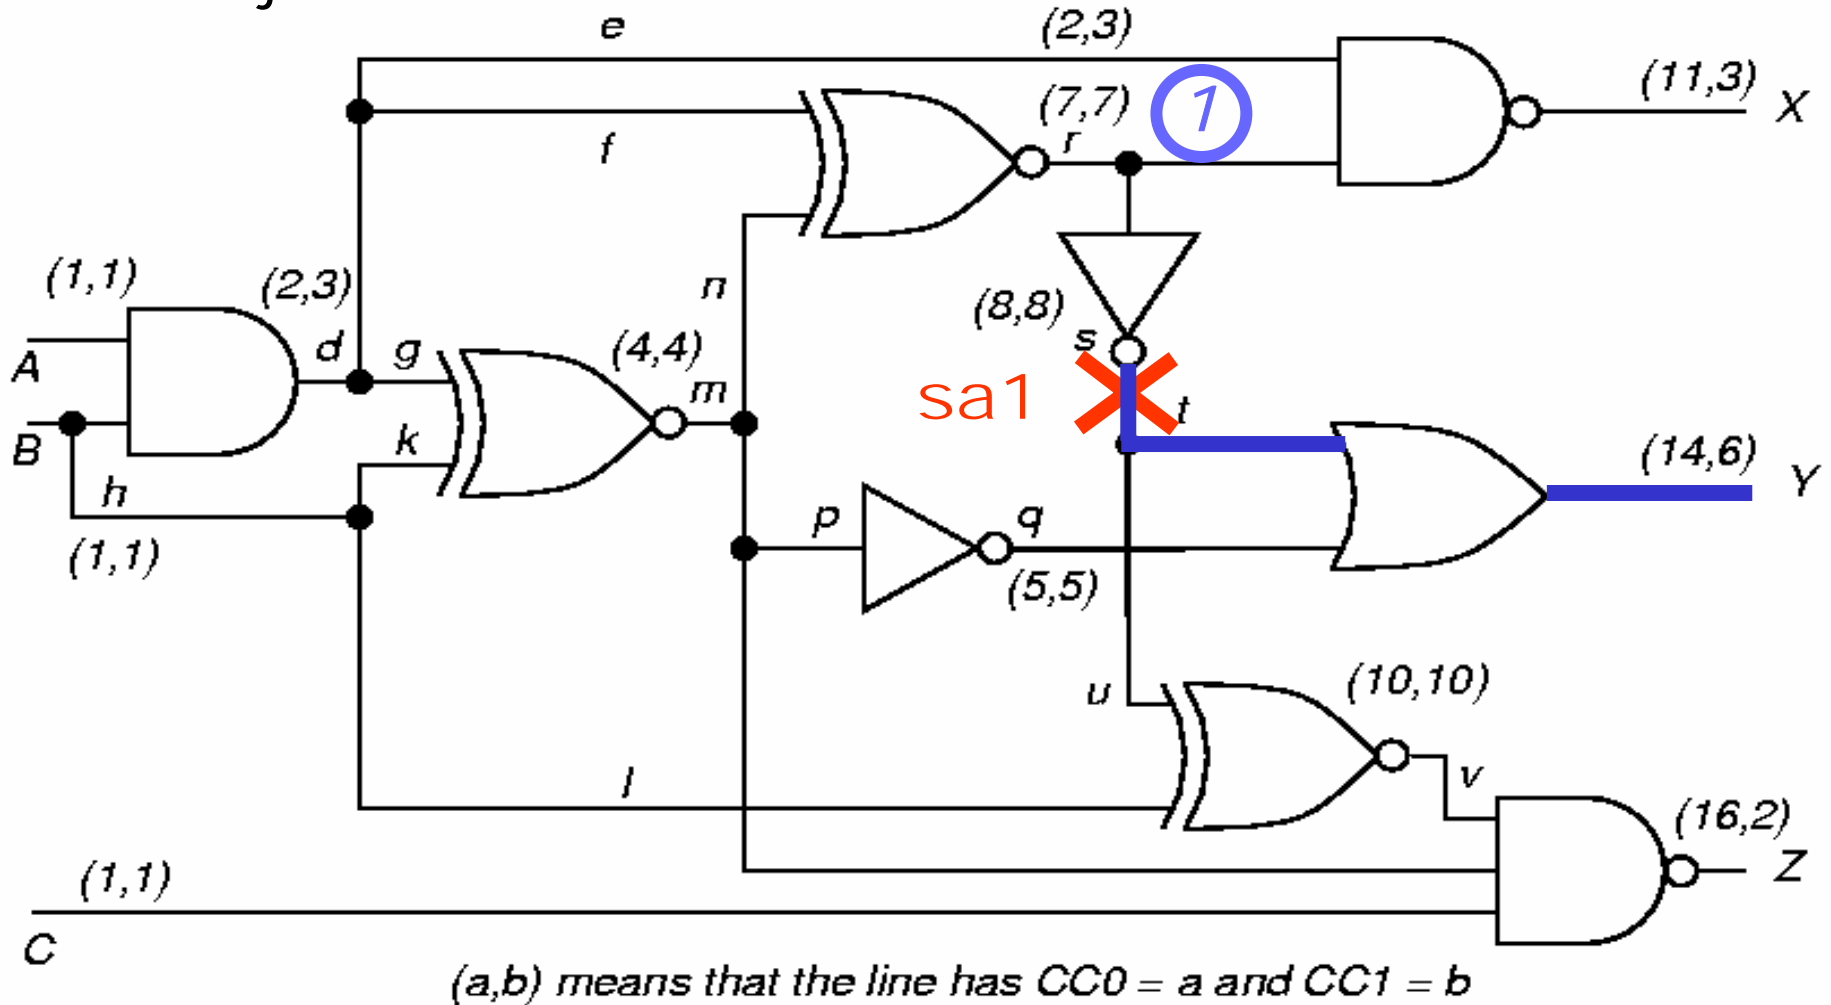 e
(2,3)
(11,3) X
(7,7) 1
f
r
(1,1)
(2,3)
n
(8,8)
A
d g
(4,4)
s
m
sa1
t
B
k
(14,6) Y
h
p
q
(1,1)
(5,5)
u
(10,10)
l
v
(16,2)
Z
(1,1)
C
(a,b) means that the line has CC0 = a and CC1 = b